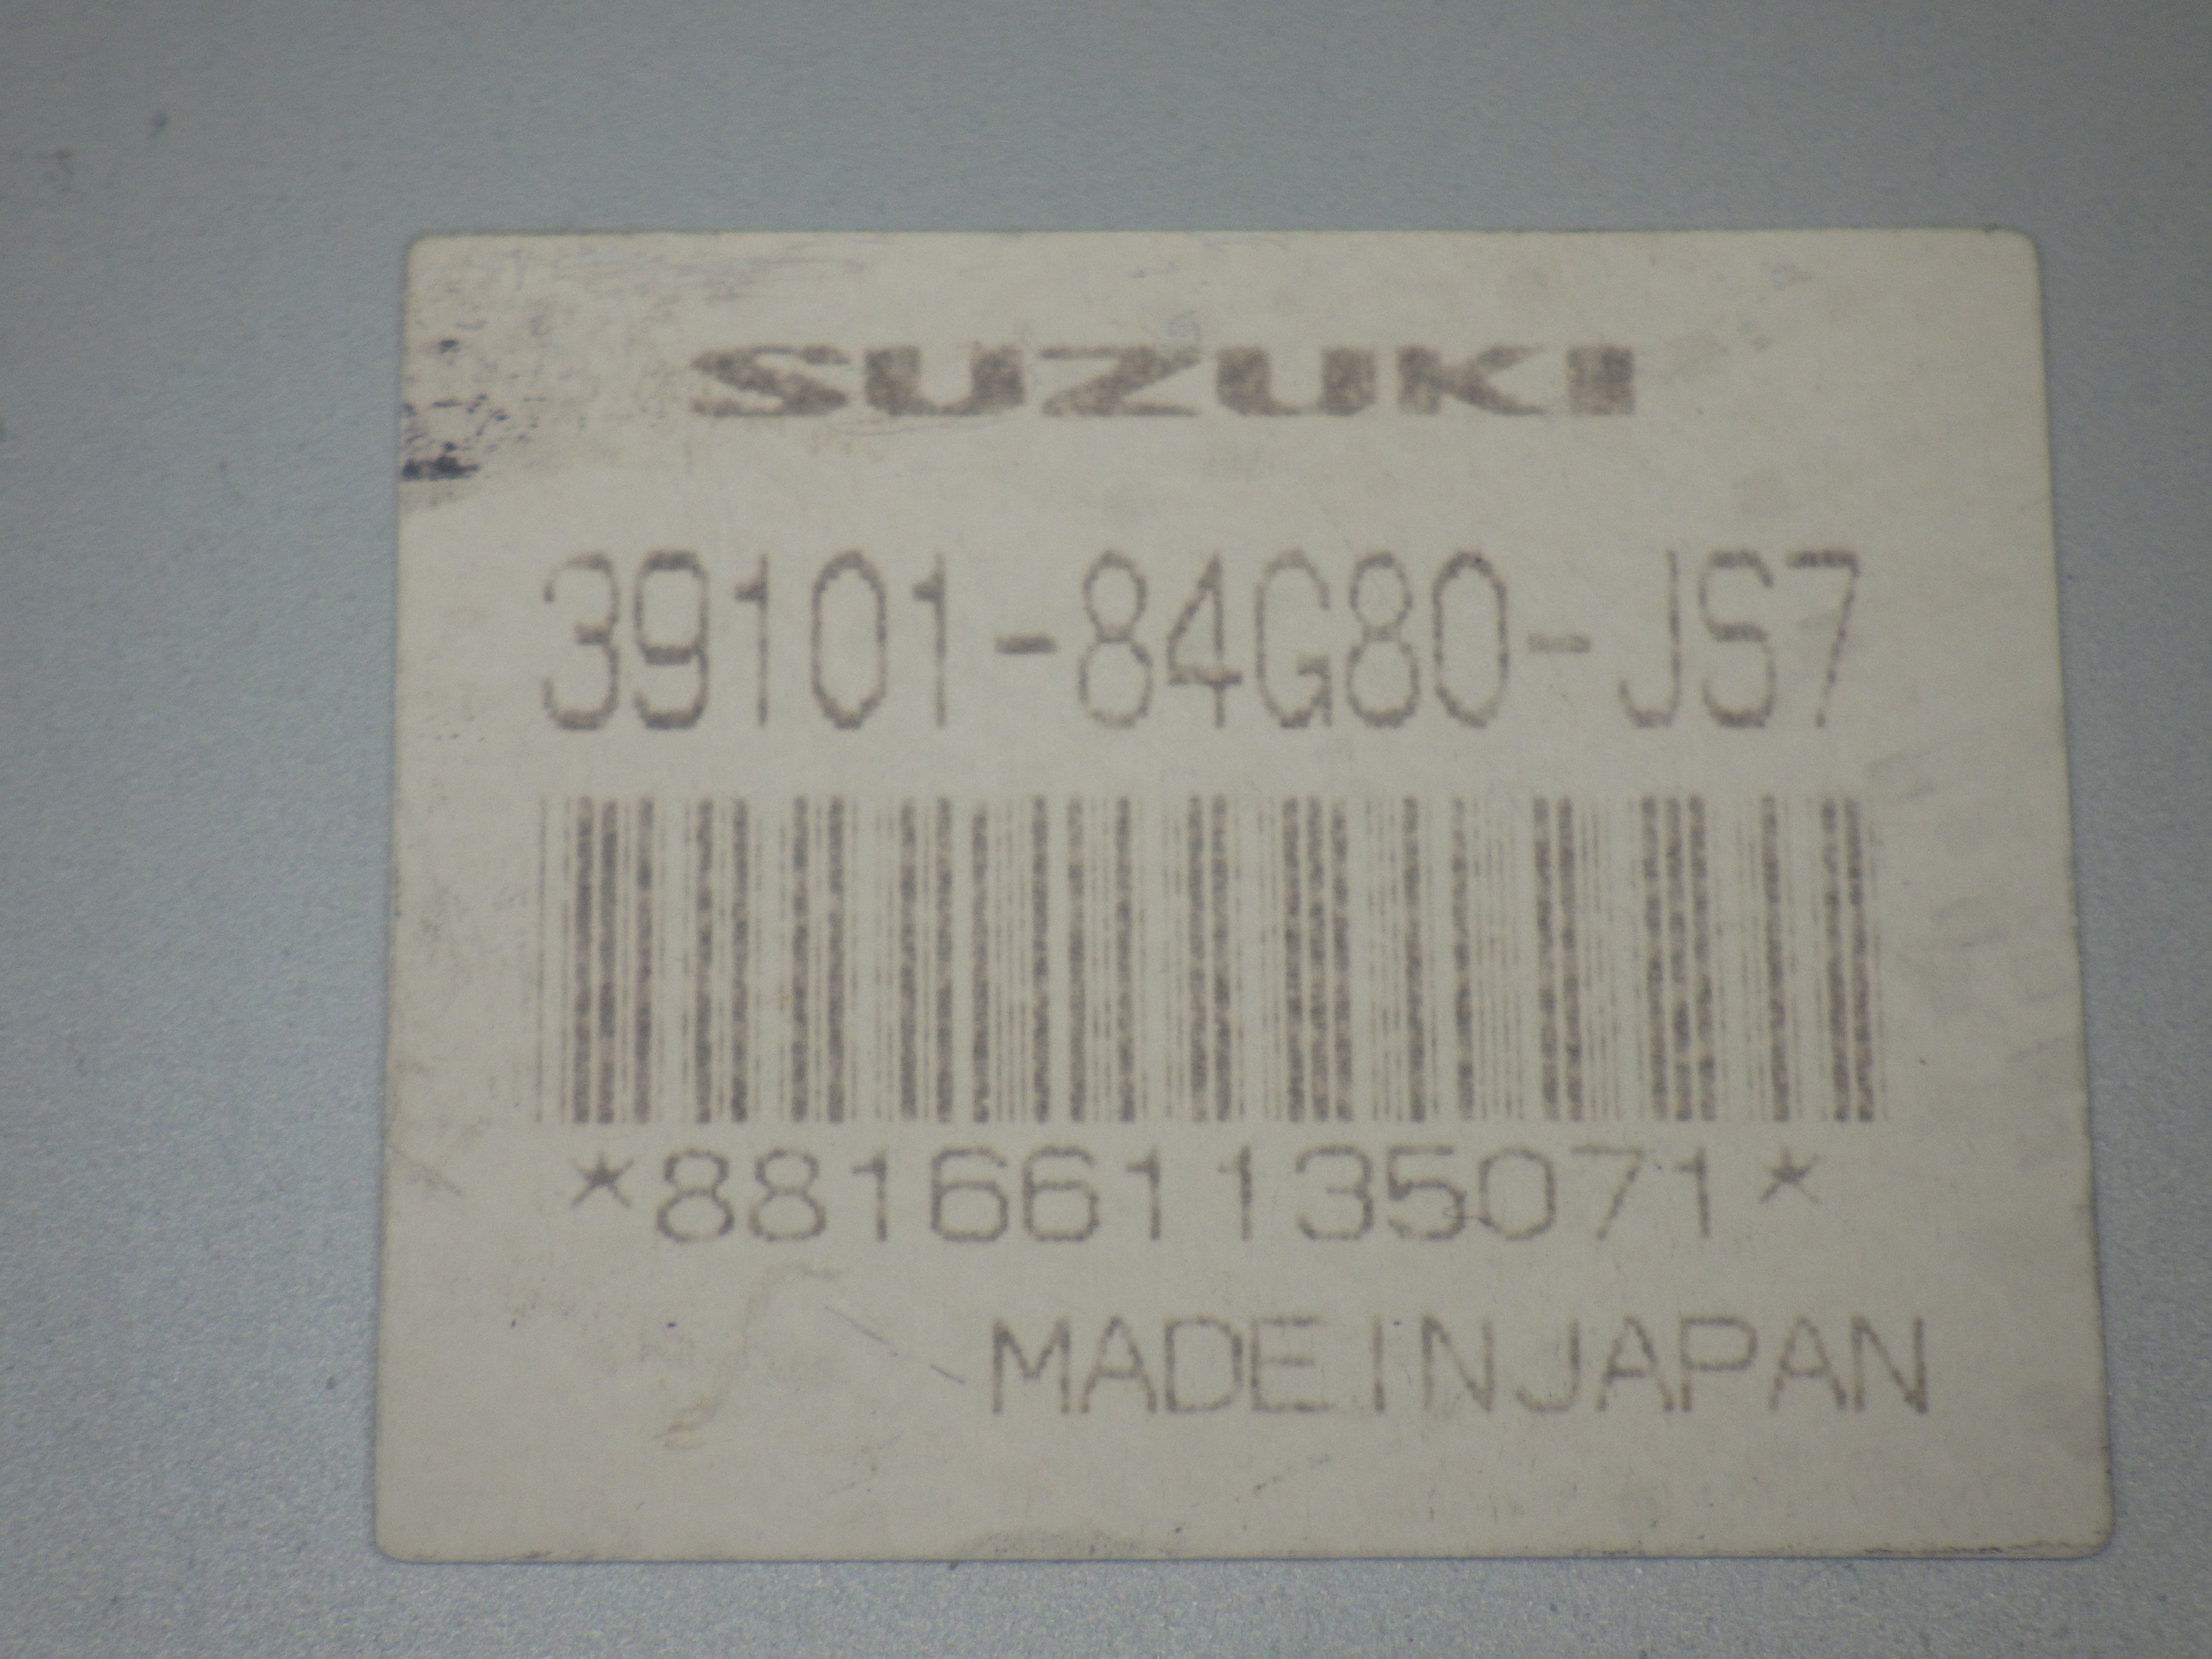 SUZUKI
39101-84G80-JS7
*881661135071*
MADE IN JAPAN